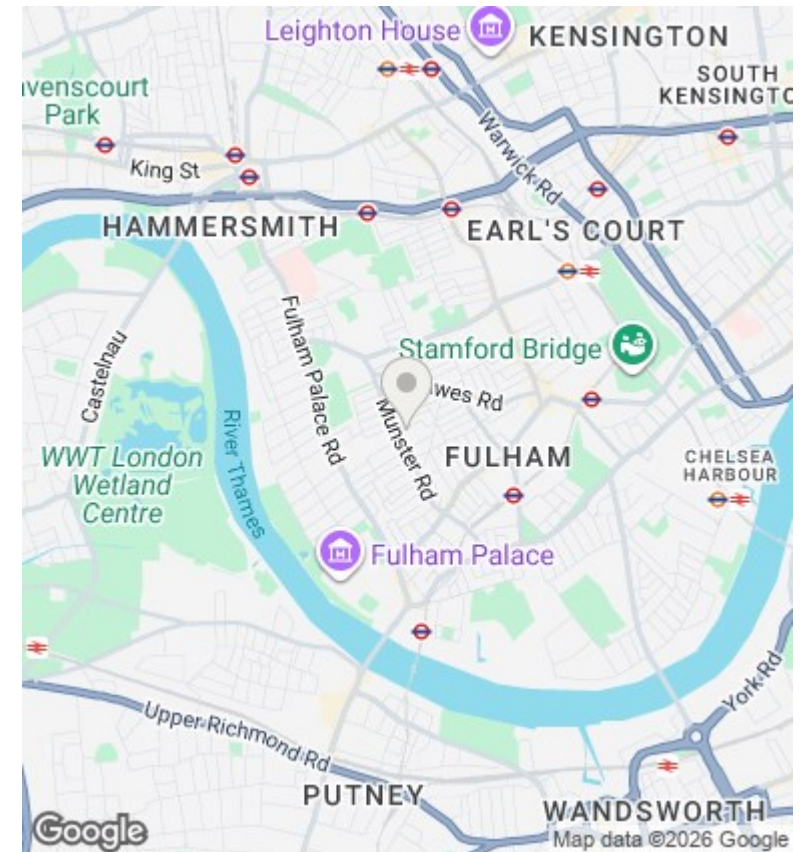 Leighton House
KENSINGTON
SOUTH
KENSINGTO
avenscourt
Park
King St
Warwick Rd
HAMMERSMITH
EARL'S COURT
Castelnau
Fulham Palace Rd
Stamford Bridge
awes Rd
Munster Rd
River Thames
FULHAM
WWT London
Wetland
Centre
CHELSEA
HARBOUR
Fulham Palace
Upper Richmond Rd
York Rd
PUTNEY
WANDSWORTH
Google
Map data ©2026 Google